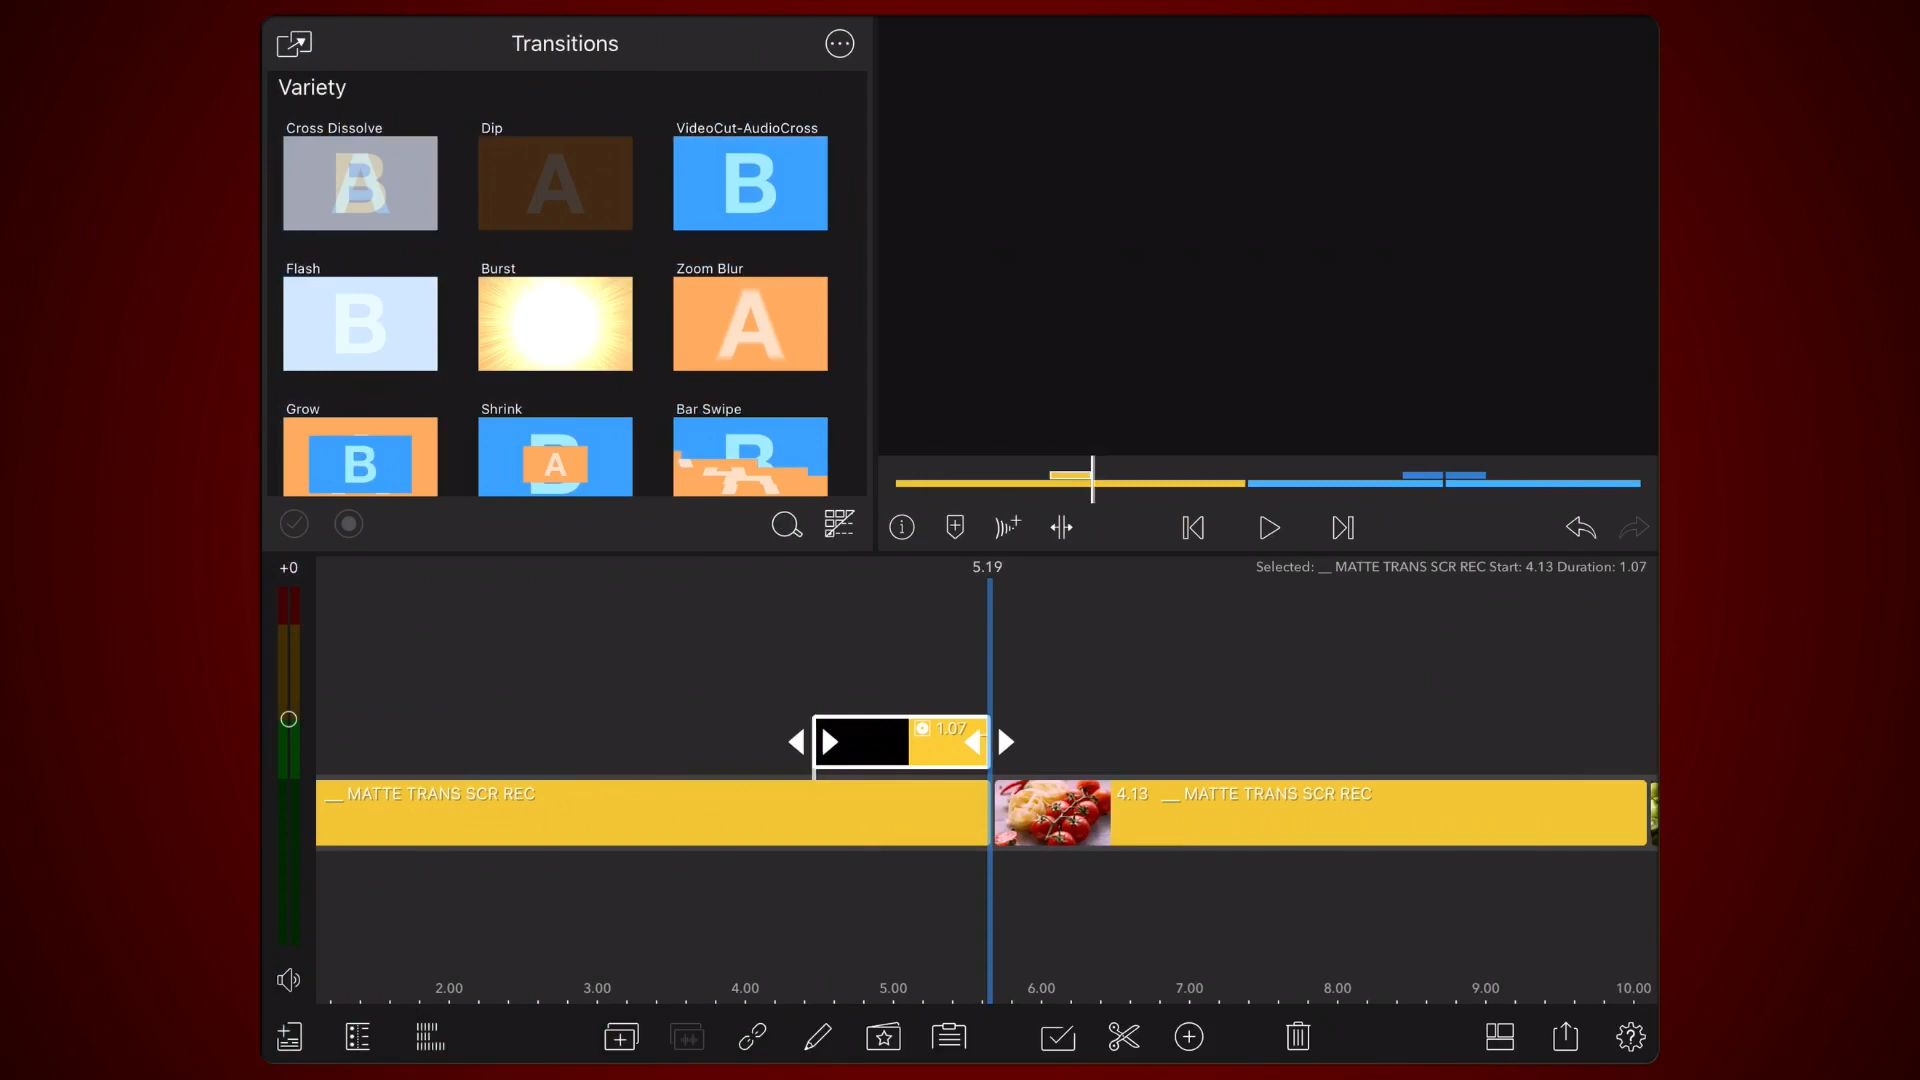 Transitions
Variety
Cross Dissolve
Dip
VideoCut-AudioCross
B A
A
B
Flash
Burst
Zoom Blur
B
A
Grow
Shrink
Bar Swipe
B
B
A
B
+0
5.19
Selected: __ MATTE TRANS SCR REC Start: 4.13 Duration: 1.07
1.07
__ MATTE TRANS SCR REC
4.13 __ MATTE TRANS SCR REC
2.00 3.00 4.00 5.00 6.00 7.00 8.00 9.00 10.00